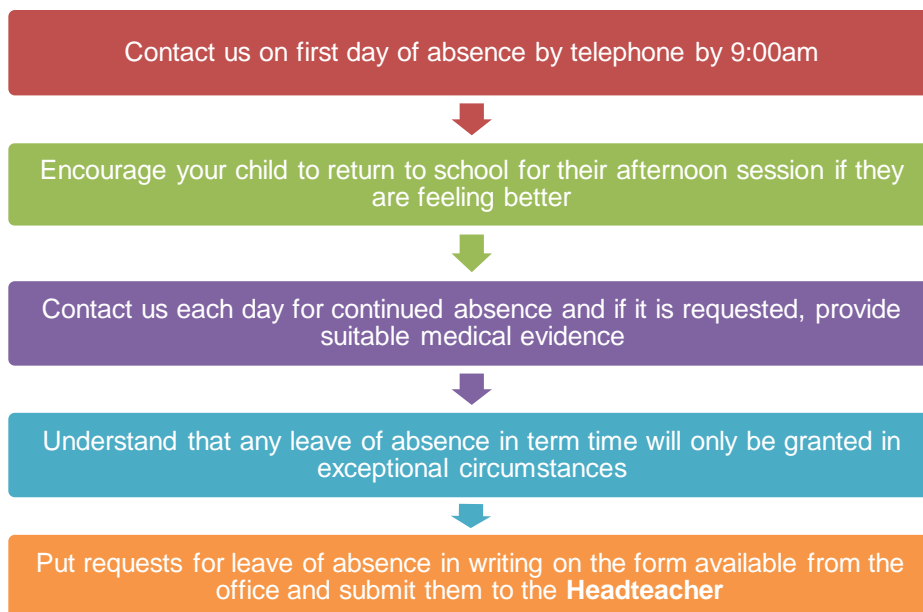 Contact us on first day of absence by telephone by 9:00am
Encourage your child to return to school for their afternoon session if they
are feeling better
Contact us each day for continued absence and if it is requested, provide
suitable medical evidence
Understand that any leave of absence in term time will only be granted in
exceptional circumstances
Put requests for leave of absence in writing on the form available from the
office and submit them to the Headteacher